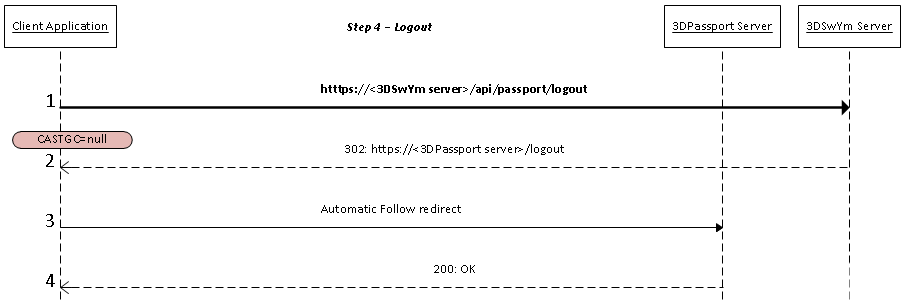 Client Application
Step 4 – Logout
3DPassport Server
3DSwYm Server
1
htttps://<3DSwYm server>/api/passport/logout
CASTGC=null
2
302: https://<3DPassport server>/logout
3
Automatic Follow redirect
4
200: OK